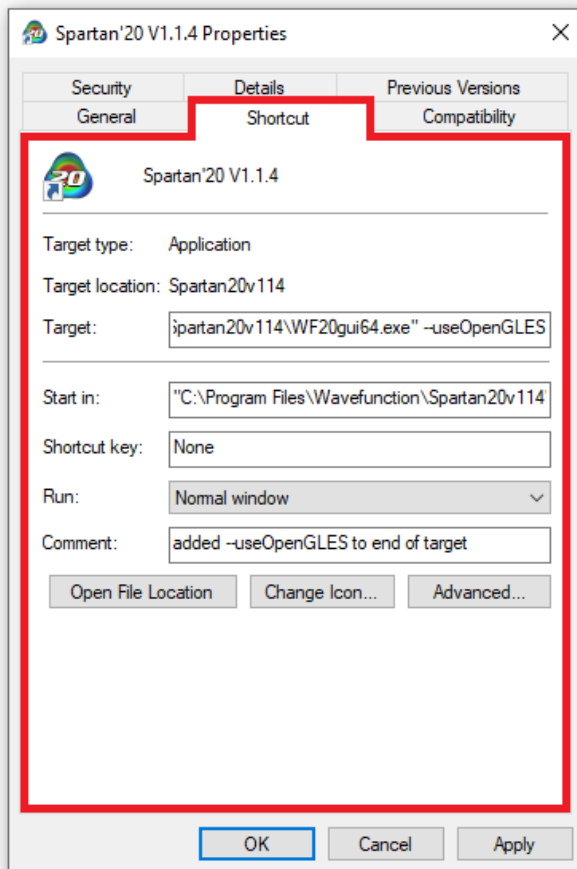 Spartan'20 V1.1.4 Properties
Security Details Previous Versions
General Shortcut Compatibility
20 Spartan'20 V1.1.4
Target type: Application
Target location: Spartan20v114
Target: Spartan20v114\WF20gui64.exe" --useOpenGLES
Start in: "C:\Program Files\Wavefunction\Spartan20v114"
Shortcut key: None
Run: Normal window
Comment: added --useOpenGLES to end of target
Open File Location Change Icon... Advanced...
OK Cancel Apply